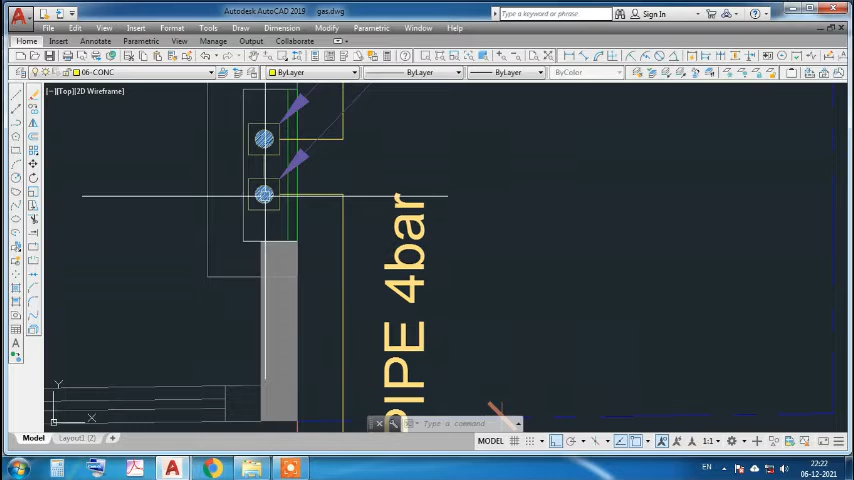 Autodesk AutoCAD 2019 gas.dwg
Type a keyword or phrase
Sign In
File Edit View Insert Format Tools Draw Dimension Modify Parametric Window Help
Home Insert Annotate Parametric View Manage Output Collaborate
06-CONC
ByLayer
ByLayer
ByLayer
ByColor
[−][Top][2D Wireframe]
PIPE 4bar
Y
X
Type a command
Model Layout1 (2)
MODEL
1:1
EN
22:22
06-12-2021